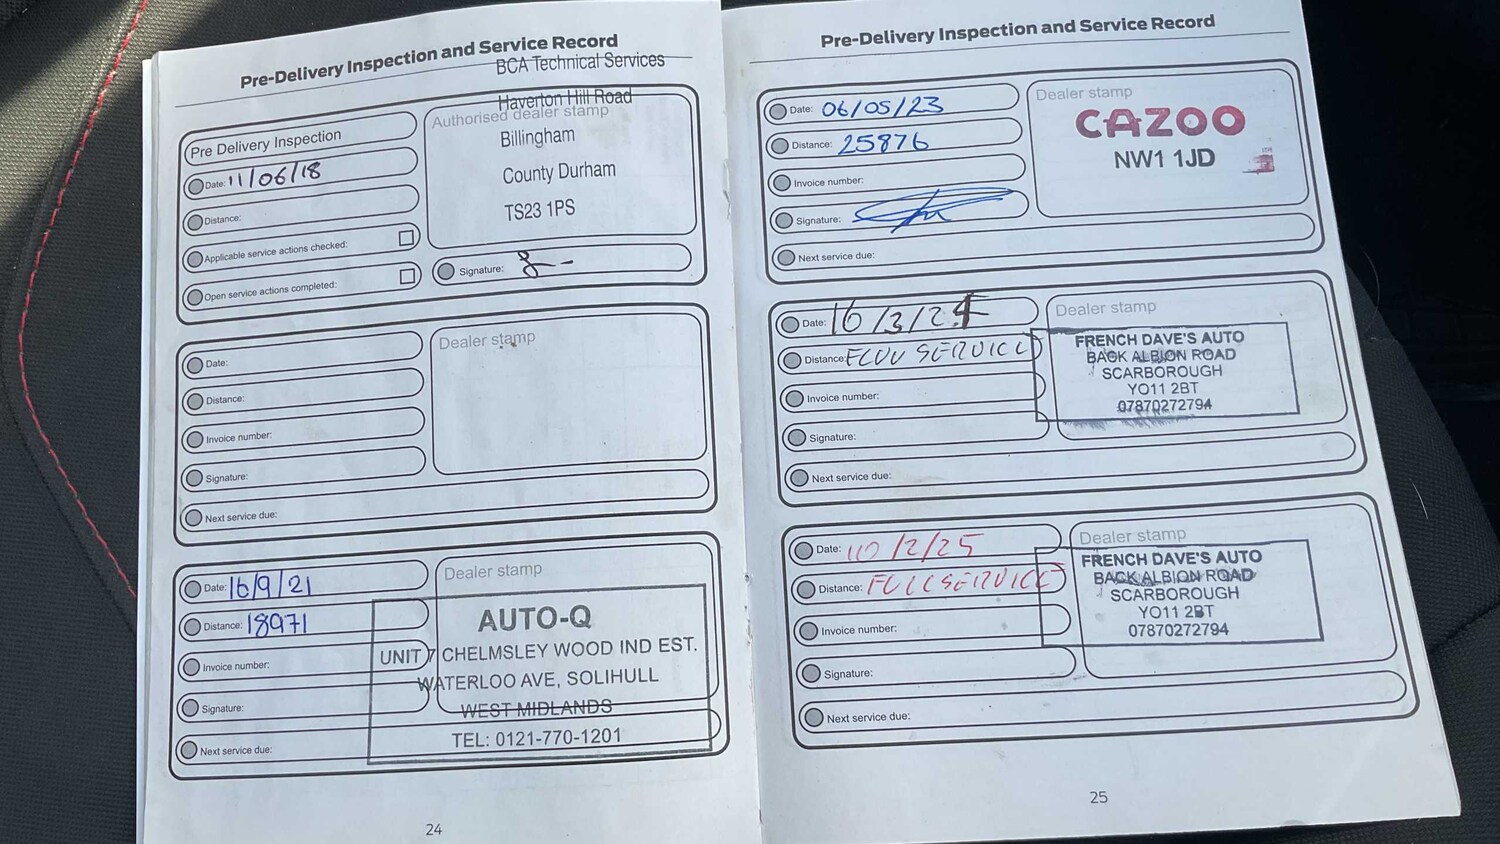 Pre-Delivery Inspection and Service Record
BCA Technical Services
Haverton Hill Road
Authorised dealer stamp
Billingham
County Durham
TS23 1PS
Pre Delivery Inspection
Date: 11/06/18
Distance:
Applicable service actions checked:
Open service actions completed:
Signature:
Date:
Distance:
Invoice number:
Signature:
Next service due:
Dealer stamp
Date: 16/9/21
Distance: 18971
Invoice number:
Signature:
Next service due:
Dealer stamp
AUTO-Q
UNIT 7 CHELMSLEY WOOD IND EST.
WATERLOO AVE, SOLIHULL
WEST MIDLANDS
TEL: 0121-770-1201
24
Pre-Delivery Inspection and Service Record
Date: 06/05/23
Distance: 25876
Invoice number:
Signature:
Next service due:
Dealer stamp
CAZOO
NW1 1JD
Date: 16/3/24
Distance: FULL SERVICE
Invoice number:
Signature:
Next service due:
Dealer stamp
FRENCH DAVE'S AUTO
BACK ALBION ROAD
SCARBOROUGH
YO11 2BT
07870272794
Date: 10/2/25
Distance: FULL SERVICE
Invoice number:
Signature:
Next service due:
Dealer stamp
FRENCH DAVE'S AUTO
BACK ALBION ROAD
SCARBOROUGH
YO11 2BT
07870272794
25